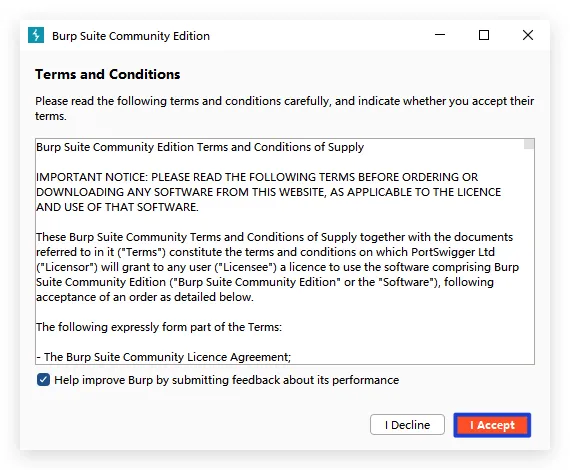 Burp Suite Community Edition
Terms and Conditions
Please read the following terms and conditions carefully, and indicate whether you accept their
terms.
Burp Suite Community Edition Terms and Conditions of Supply
IMPORTANT NOTICE: PLEASE READ THE FOLLOWING TERMS BEFORE ORDERING OR
DOWNLOADING ANY SOFTWARE FROM THIS WEBSITE, AS APPLICABLE TO THE LICENCE
AND USE OF THAT SOFTWARE.
These Burp Suite Community Terms and Conditions of Supply together with the documents
referred to in it ("Terms") constitute the terms and conditions on which PortSwigger Ltd
("Licensor") will grant to any user ("Licensee") a licence to use the software comprising Burp
Suite Community Edition ("Burp Suite Community Edition" or the "Software"), following
acceptance of an order as detailed below.
The following expressly form part of the Terms:
- The Burp Suite Community Licence Agreement;
Help improve Burp by submitting feedback about its performance
I Decline
I Accept